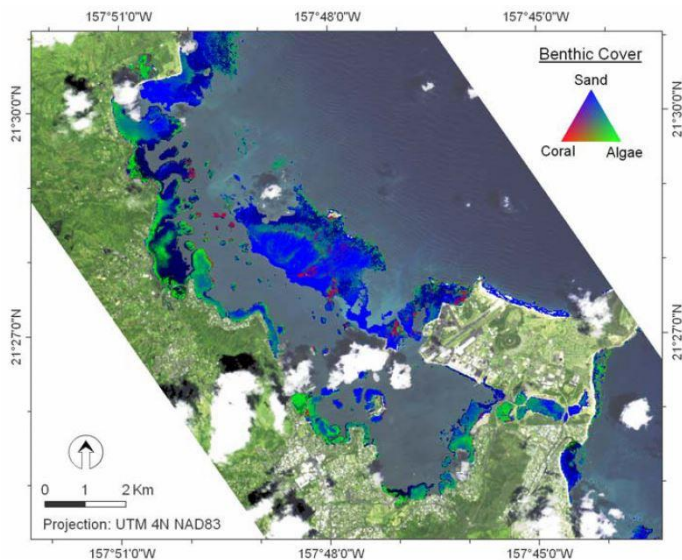 157°51'0"W 157°48'0"W 157°45'0"W
Benthic Cover
Sand
Coral Algae
21°30'0"N 21°30'0"N
21°27'0"N 21°27'0"N
0 1 2 Km
Projection: UTM 4N NAD83
157°51'0"W 157°48'0"W 157°45'0"W